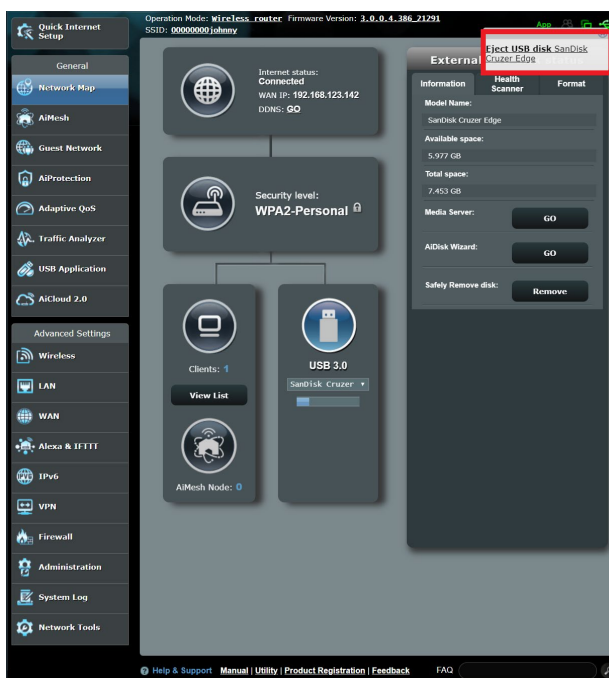 Quick Internet
Setup
Operation Mode: Wireless router Firmware Version: 3.0.0.4.386_21291
SSID: 00000000johnny
App
Eject USB disk SanDisk
Cruzer Edge
General
Network Map
AiMesh
Guest Network
AiProtection
Adaptive QoS
Traffic Analyzer
USB Application
AiCloud 2.0
Advanced Settings
Wireless
LAN
WAN
Alexa & IFTTT
IPv6
VPN
Firewall
Administration
System Log
Network Tools
Internet status:
Connected
WAN IP: 192.168.123.142
DDNS: GO
Security level:
WPA2-Personal
Clients: 1
View List
AiMesh Node: 0
USB 3.0
SanDisk Cruzer
External
Information
Health
Scanner
Format
Model Name:
SanDisk Cruzer Edge
Available space:
5.977 GB
Total space:
7.453 GB
Media Server:
GO
AiDisk Wizard:
GO
Safely Remove disk:
Remove
Help & Support Manual | Utility | Product Registration | Feedback FAQ